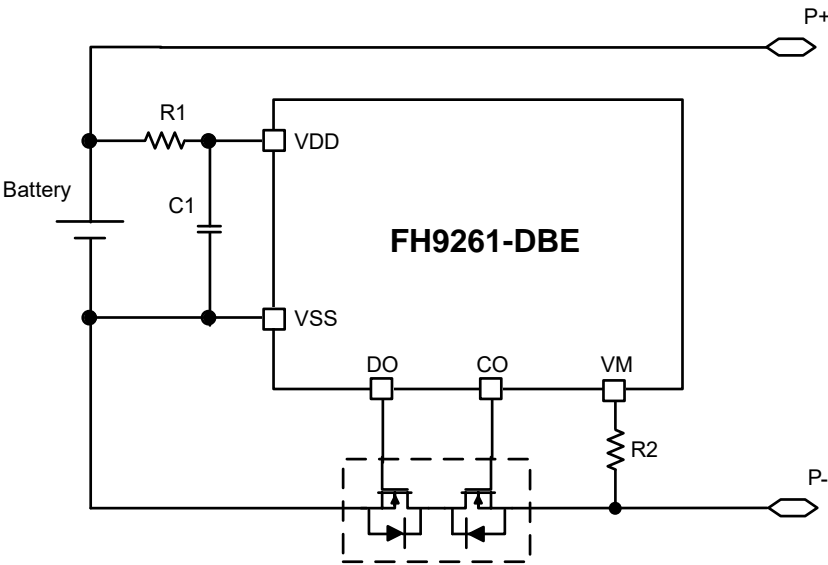 P+
R1
VDD
Battery
C1
FH9261-DBE
VSS
DO
CO
VM
R2
P-